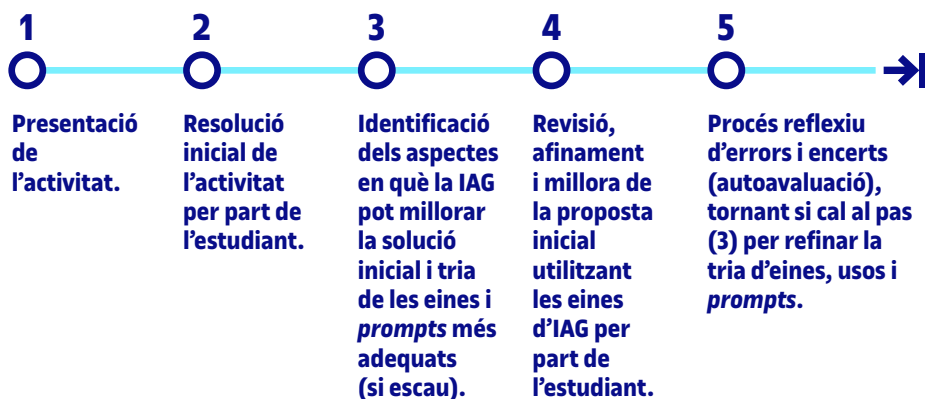 1
Presentació
de
l'activitat.
2
Resolució
inicial de
l'activitat
per part de
l'estudiant.
3
Identificació
dels aspectes
en què la IAG
pot millorar
la solució
inicial i tria
de les eines i
prompts més
adequats
(si escau).
4
Revisió,
afinament
i millora de
la proposta
inicial
utilitzant
les eines
d'IAG per
part de
l'estudiant.
5
Procés reflexiu
d'errors i encerts
(autoavaluació),
tornant si cal al pas
(3) per refinar la
tria d'eines, usos i
prompts.